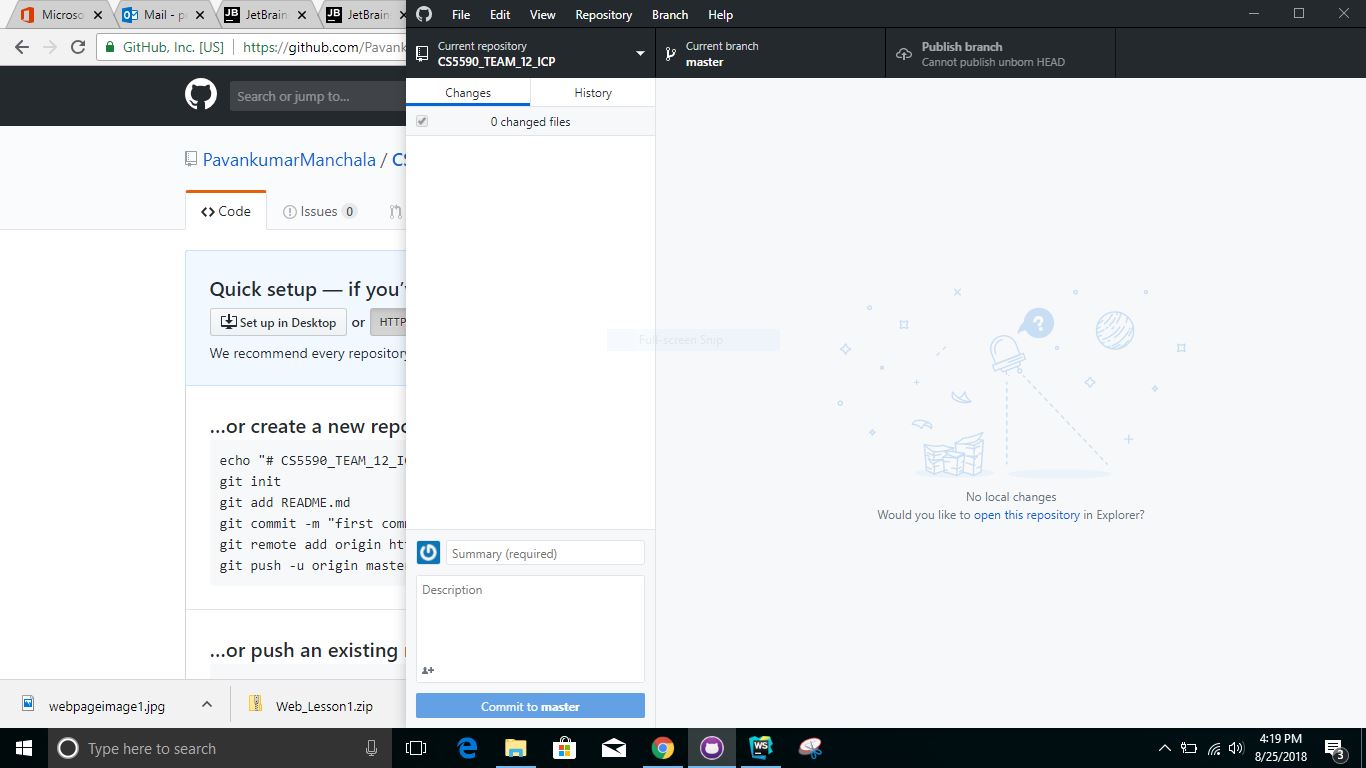 Microso
Mail - p
JB JetBrain
JB JetBrain
GitHub, Inc. [US]
https://github.com/Pavank
Search or jump to...
PavankumarManchala / CS
Code
Issues 0
Quick setup — if you'v
Set up in Desktop or HTTP
We recommend every repository
...or create a new repo
echo "# CS5590_TEAM_12_IC
git init
git add README.md
git commit -m "first comm
git remote add origin htt
git push -u origin master
...or push an existing r
webpageimage1.jpg
Web_Lesson1.zip
File Edit View Repository Branch Help
Current repository
CS5590_TEAM_12_ICP
Current branch
master
Publish branch
Cannot publish unborn HEAD
Changes
History
0 changed files
Full-screen Snip
?
No local changes
Would you like to open this repository in Explorer?
Summary (required)
Description
Commit to master
Type here to search
WS
4:19 PM
8/25/2018
3